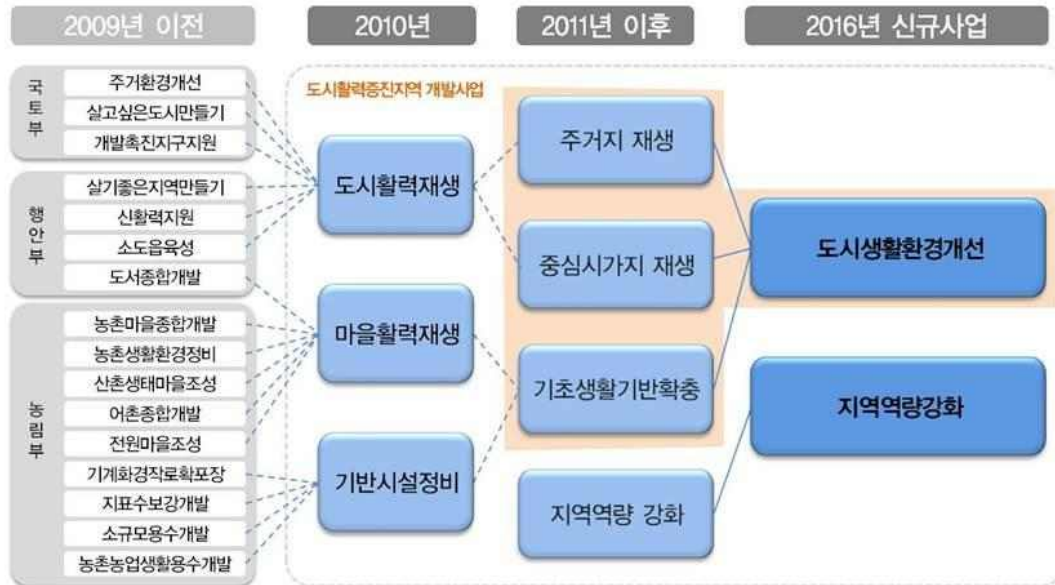 2009년 이전
2010년
2011년 이후
2016년 신규사업
국토부
주거환경개선
살고싶은도시만들기
개발촉진지구지원
행안부
살기좋은지역만들기
신활력지원
소도읍육성
도서종합개발
농림부
농촌마을종합개발
농촌생활환경정비
산촌생태마을조성
어촌종합개발
전원마을조성
기계화경작로확포장
지표수보강개발
소규모용수개발
농촌농업생활용수개발
도시활력증진지역 개발사업
도시활력재생
마을활력재생
기반시설정비
주거지 재생
중심시가지 재생
기초생활기반확충
지역역량 강화
도시생활환경개선
지역역량강화